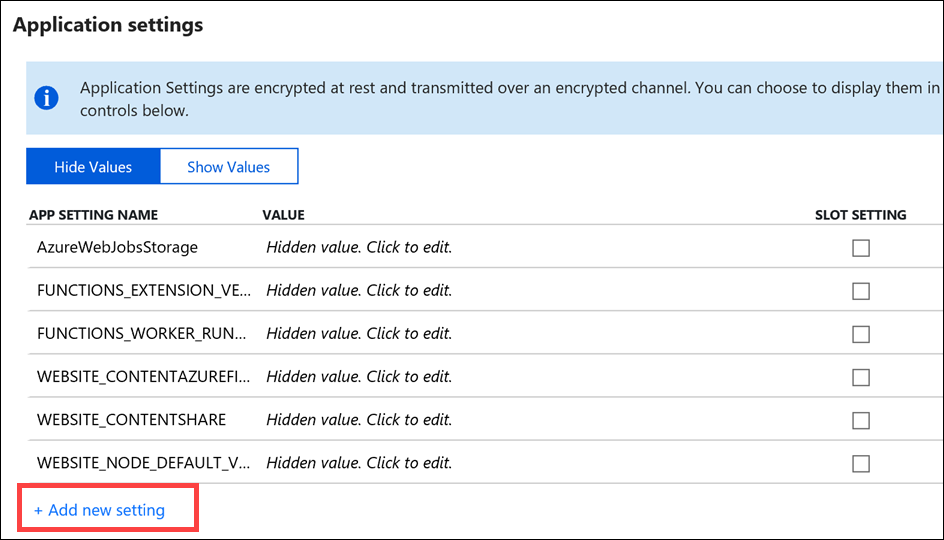 Application settings
Application Settings are encrypted at rest and transmitted over an encrypted channel. You can choose to display them in
controls below.
Hide Values Show Values
APP SETTING NAME VALUE SLOT SETTING
AzureWebJobsStorage Hidden value. Click to edit.
FUNCTIONS_EXTENSION_VE... Hidden value. Click to edit.
FUNCTIONS_WORKER_RUN... Hidden value. Click to edit.
WEBSITE_CONTENTAZUREFI... Hidden value. Click to edit.
WEBSITE_CONTENTSHARE Hidden value. Click to edit.
WEBSITE_NODE_DEFAULT_V... Hidden value. Click to edit.
+ Add new setting